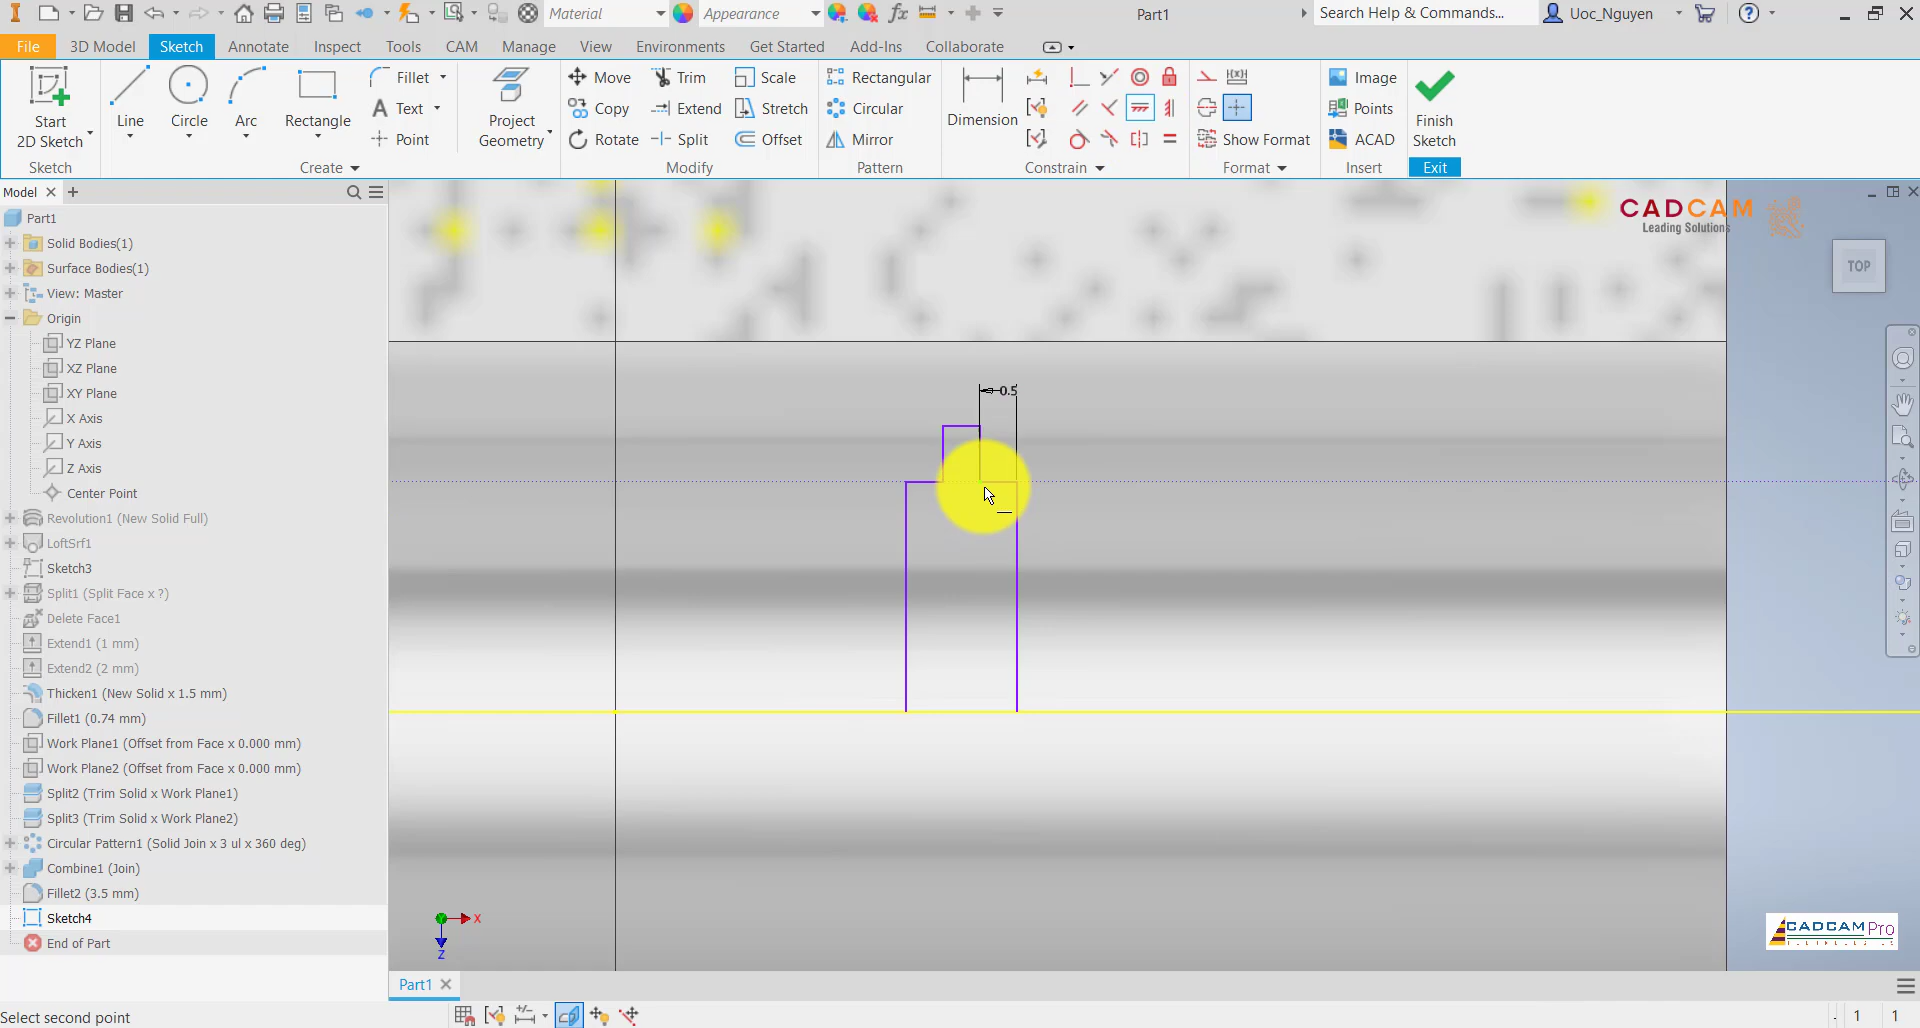 Material
Appearance
Part1
Search Help & Commands...
Uoc_Nguyen
File
3D Model
Sketch
Annotate
Inspect
Tools
CAM
Manage
View
Environments
Get Started
Add-Ins
Collaborate
Start
2D Sketch
Line
Circle
Arc
Rectangle
Fillet
Text
Point
Project
Geometry
Move
Copy
Rotate
Trim
Extend
Split
Scale
Stretch
Offset
Rectangular
Circular
Mirror
Dimension
Show Format
Image
Points
ACAD
Finish
Sketch
Sketch
Create
Modify
Pattern
Constrain
Format
Insert
Exit
Model
Part1
Solid Bodies(1)
Surface Bodies(1)
View: Master
Origin
YZ Plane
XZ Plane
XY Plane
X Axis
Y Axis
Z Axis
Center Point
Revolution1 (New Solid Full)
LoftSrf1
Sketch3
Split1 (Split Face x ?)
Delete Face1
Extend1 (1 mm)
Extend2 (2 mm)
Thicken1 (New Solid x 1.5 mm)
Fillet1 (0.74 mm)
Work Plane1 (Offset from Face x 0.000 mm)
Work Plane2 (Offset from Face x 0.000 mm)
Split2 (Trim Solid x Work Plane1)
Split3 (Trim Solid x Work Plane2)
Circular Pattern1 (Solid Join x 3 ul x 360 deg)
Combine1 (Join)
Fillet2 (3.5 mm)
Sketch4
End of Part
CADCAM
Leading Solutions
TOP
0.5
X
Z
CADCAM Pro
Part1
Select second point
1
1